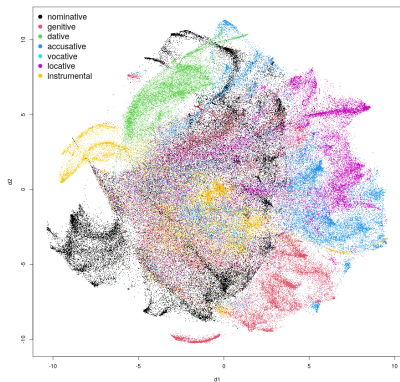 nominative
genitive
dative
accusative
vocative
locative
instrumental
10
5
0
-5
-10
d2
-10
-5
0
5
10
d1